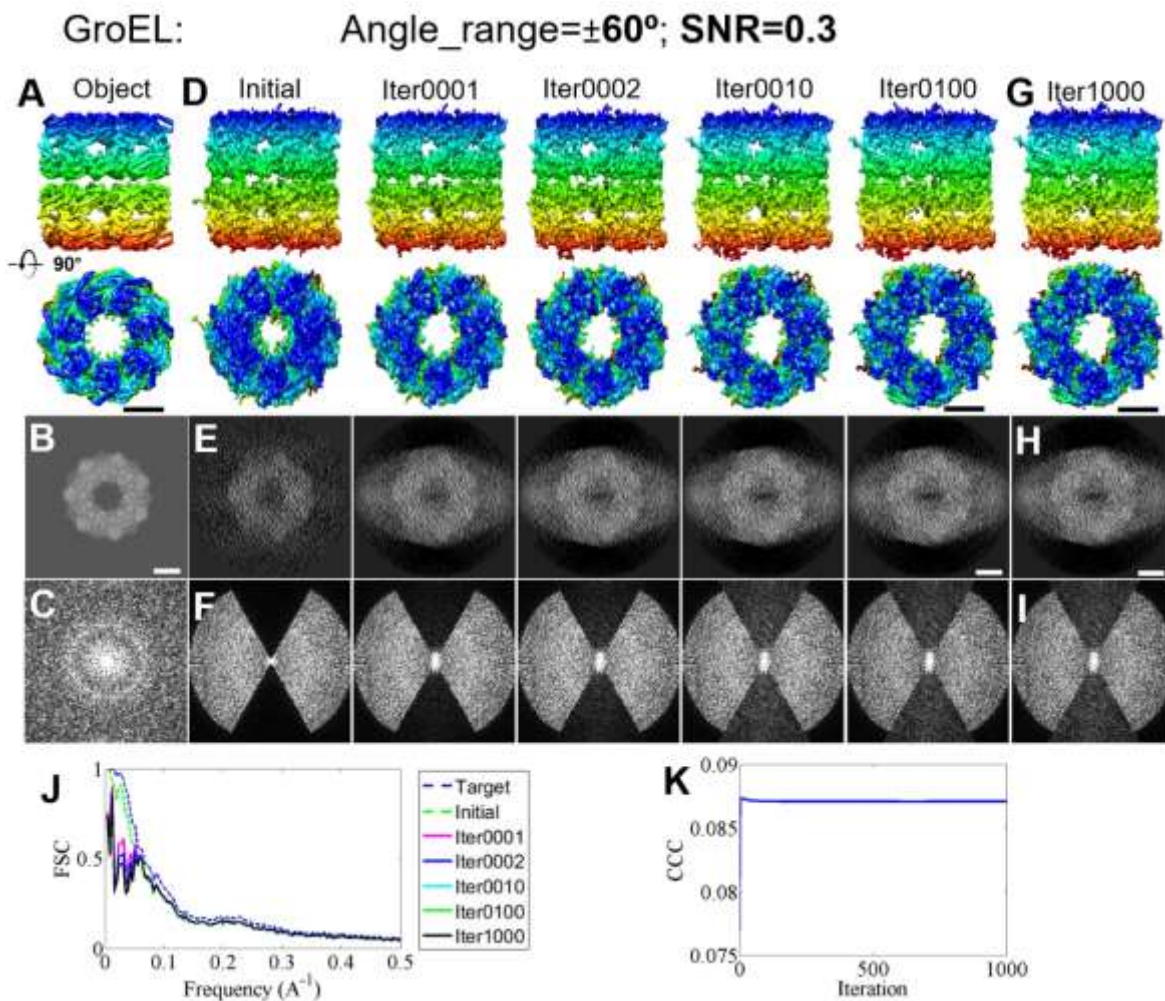 GroEL: Angle_range=±60º; SNR=0.3
A Object D Initial Iter0001 Iter0002 Iter0010 Iter0100 G Iter1000
90°
B E H
C F I
J
1
0.5
0
FSC
0 0.1 0.2 0.3 0.4 0.5
Frequency (A⁻¹)
Target
Initial
Iter0001
Iter0002
Iter0010
Iter0100
Iter1000
K
0.09
0.085
0.08
0.075
CCC
0 500 1000
Iteration